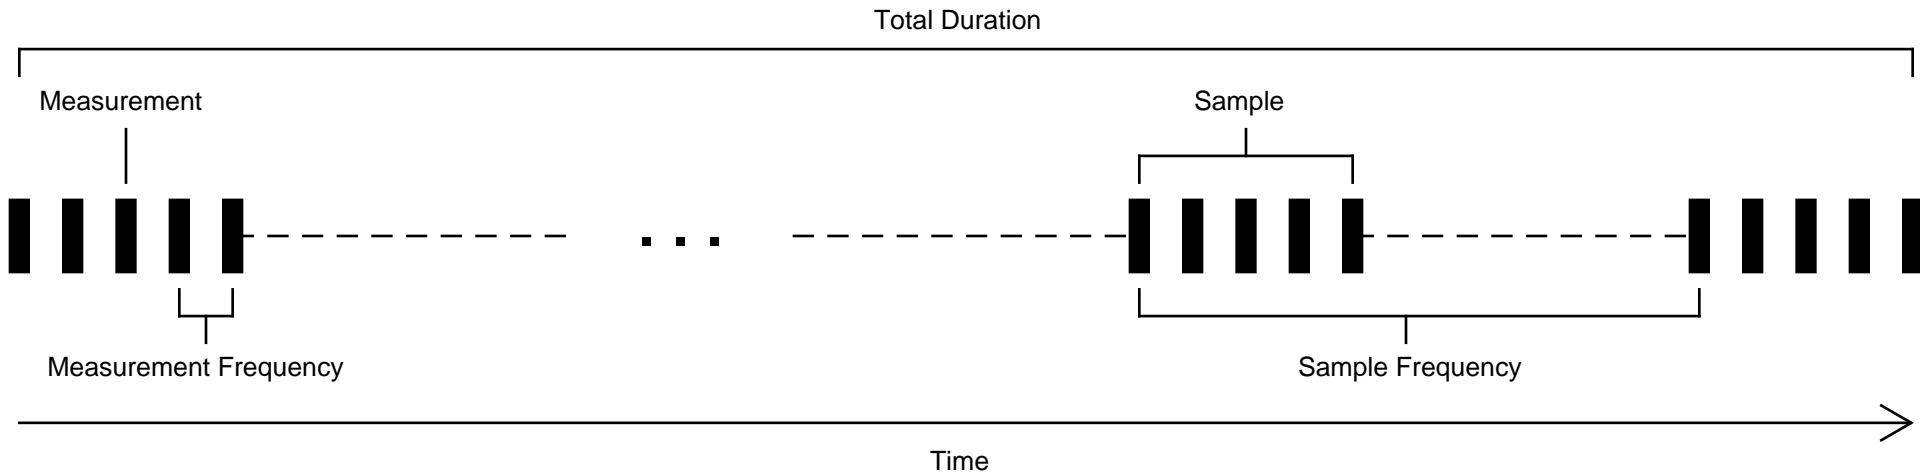 Total Duration
Measurement
Sample
Measurement Frequency
Sample Frequency
Time